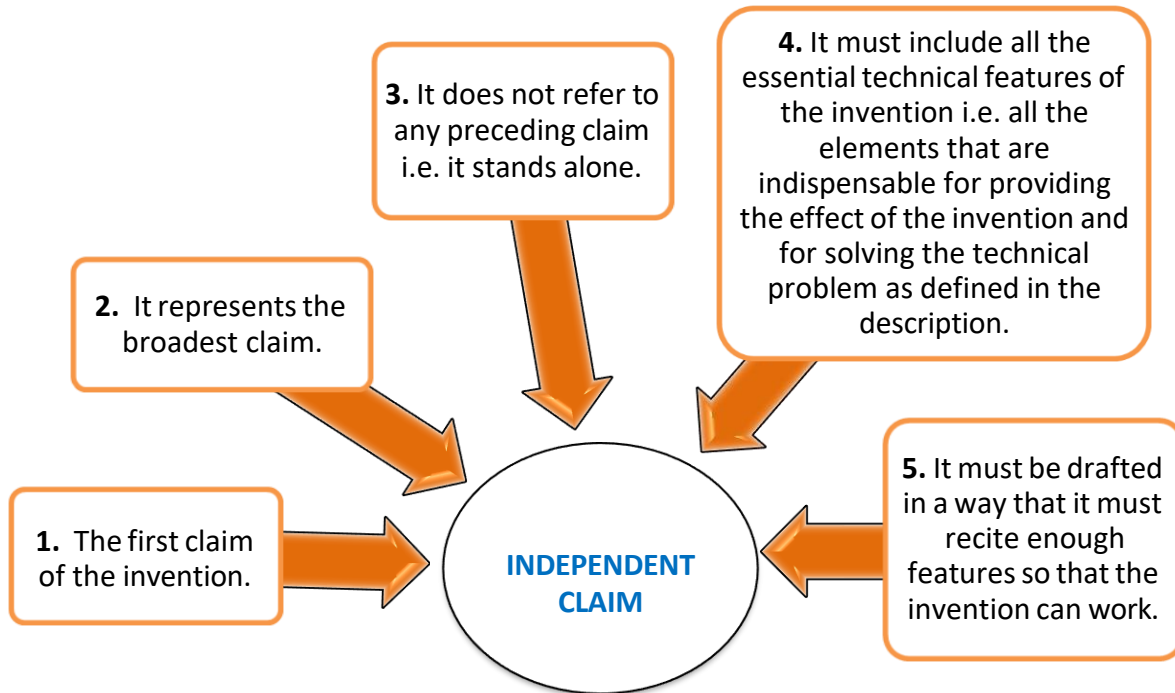 1. The first claim
of the invention.
2. It represents the
broadest claim.
3. It does not refer to
any preceding claim
i.e. it stands alone.
4. It must include all the
essential technical features of
the invention i.e. all the
elements that are
indispensable for providing
the effect of the invention and
for solving the technical
problem as defined in the
description.
5. It must be drafted
in a way that it must
recite enough
features so that the
invention can work.
INDEPENDENT
CLAIM